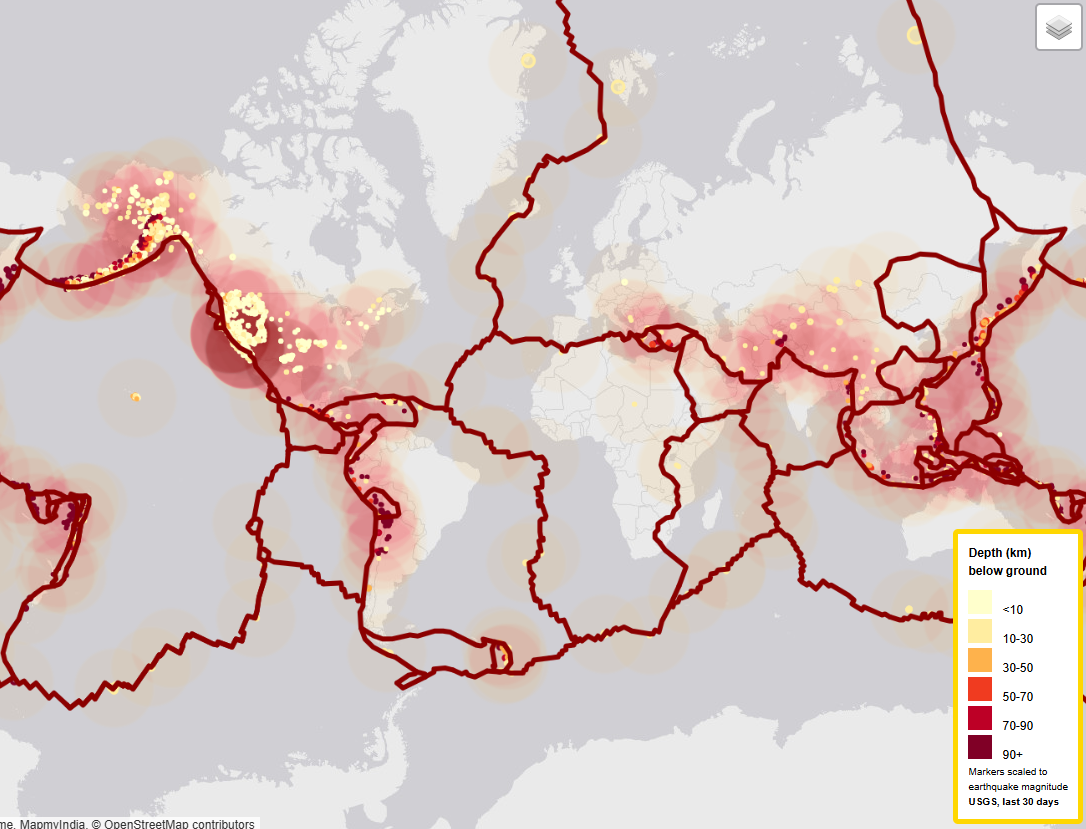 Depth (km)
below ground
<10
10-30
30-50
50-70
70-90
90+
Markers scaled to
earthquake magnitude
USGS, last 30 days
me, MapmyIndia, © OpenStreetMap contributors